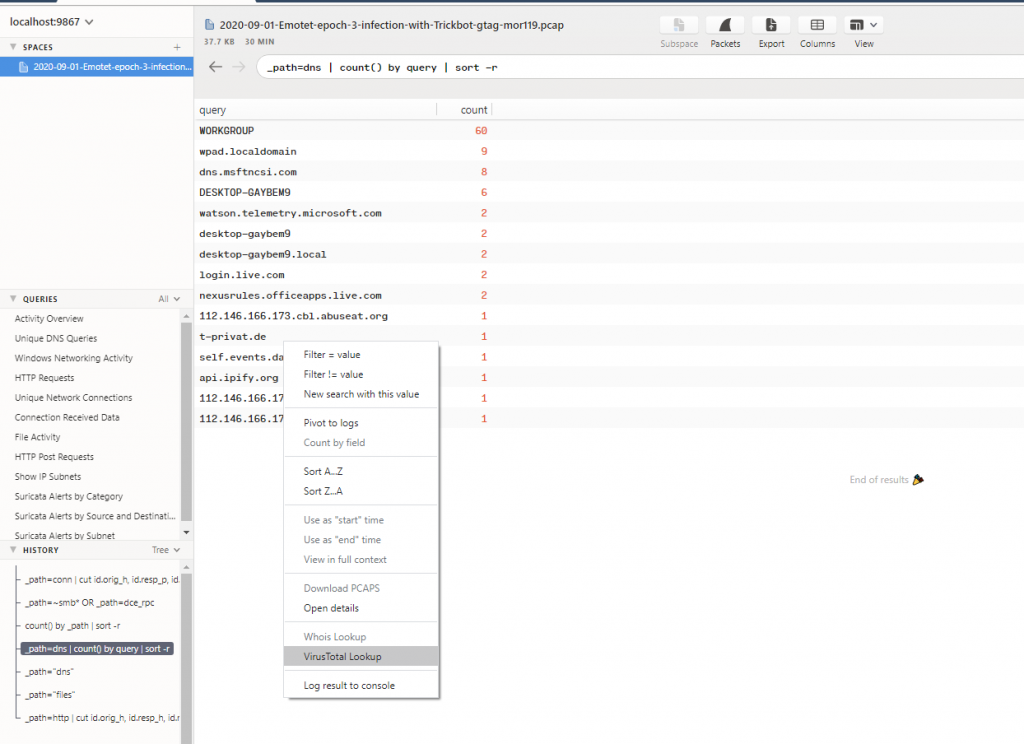 localhost:9867
SPACES +
2020-09-01-Emotet-epoch-3-infection...
QUERIES All
Activity Overview
Unique DNS Queries
Windows Networking Activity
HTTP Requests
Unique Network Connections
Connection Received Data
File Activity
HTTP Post Requests
Show IP Subnets
Suricata Alerts by Category
Suricata Alerts by Source and Destinati...
Suricata Alerts by Subnet
HISTORY Tree
_path=conn | cut id.orig_h, id.resp_p, id.
_path=~smb* OR _path=dce_rpc
count() by _path | sort -r
_path=dns | count() by query | sort -r
_path="dns"
_path="files"
_path=http | cut id.orig_h, id.resp_h, id.r
2020-09-01-Emotet-epoch-3-infection-with-Trickbot-gtag-mor119.pcap
37.7 KB 30 MIN
Subspace Packets Export Columns View
_path=dns | count() by query | sort -r
query count
WORKGROUP 60
wpad.localdomain 9
dns.msftncsi.com 8
DESKTOP-GAYBEM9 6
watson.telemetry.microsoft.com 2
desktop-gaybem9 2
desktop-gaybem9.local 2
login.live.com 2
nexusrules.officeapps.live.com 2
112.146.166.173.cbl.abuseat.org 1
t-privat.de 1
self.events.da 1
api.ipify.org 1
112.146.166.17 1
112.146.166.17 1
Filter = value
Filter != value
New search with this value
Pivot to logs
Count by field
Sort A...Z
Sort Z...A
Use as "start" time
Use as "end" time
View in full context
Download PCAPS
Open details
Whois Lookup
VirusTotal Lookup
Log result to console
End of results